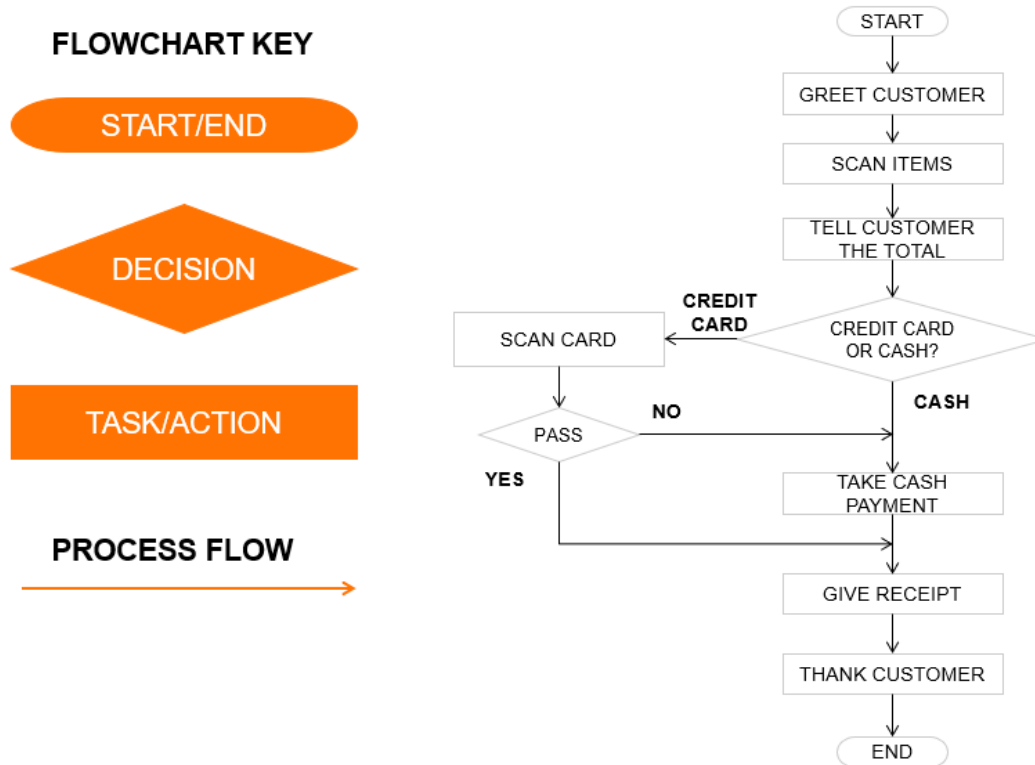 FLOWCHART KEY
START/END
DECISION
TASK/ACTION
PROCESS FLOW
START
GREET CUSTOMER
SCAN ITEMS
TELL CUSTOMER
THE TOTAL
CREDIT CARD
OR CASH?
CREDIT
CARD
SCAN CARD
CASH
PASS
NO
YES
TAKE CASH
PAYMENT
GIVE RECEIPT
THANK CUSTOMER
END